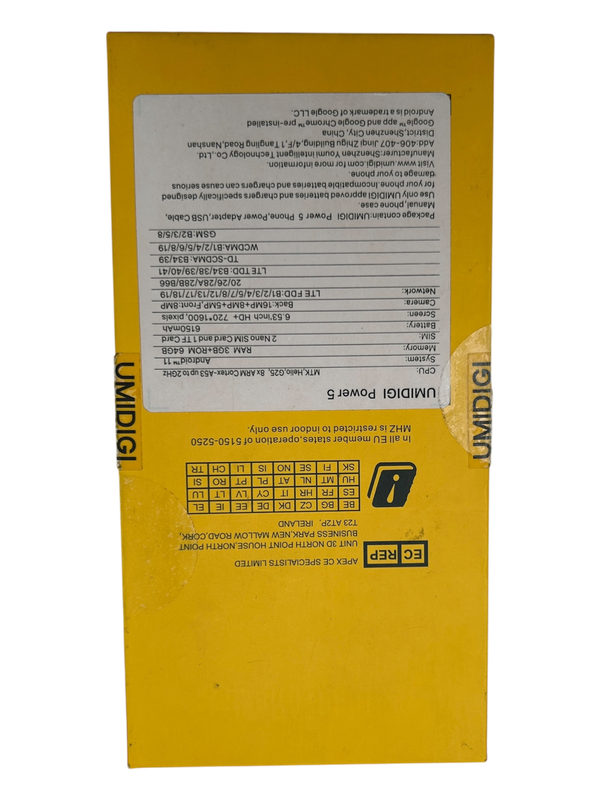 EC REP
APEX CE SPECIALISTS LIMITED
UNIT 3D NORTH POINT HOUSE,NORTH POINT
BUSINESS PARK,NEW MALLOW ROAD,CORK,
T23 AT2P, IRELAND
BE BG CZ DK DE EE IE EL
ES FR HR IT CY LV LT LU
HU MT NL AT PL PT RO SI
SK FI SE NO IS LI CH TR
In all EU member states,operation of 5150-5250
MHZ is restricted to indoor use only.
UMIDIGI
UMIDIGI
UMIDIGI Power 5
CPU: MTK,Helio,G25, 8x ARM Cortex-A53 up to 2GHz
System: Android™ 11
Memory: RAM 3GB+ROM 64GB
SIM: 2 Nano SIM Card and 1 TF Card
Battery: 6150mAh
Screen: 6.53inch HD+ 720*1600, pixels
Camera: Back:16MP+8MP+5MP,Front:8MP
Network: LTE FDD:B1/2/3/4/5/7/8/12/13/17/18/19
20/26/28A/28B/B66
LTE TDD: B34/38/39/40/41
TD-SCDMA: B34/39
WCDMA:B1/2/4/5/6/8/19
GSM:B2/3/5/8
Package contain:UMIDIGI Power 5 Phone,Power Adapter,USB Cable,
Manual, phone case.
Use only UMIDIGI approved batteries and chargers specifically designed
for your phone Incompatible batteries and chargers can cause serious
damage to your phone.
Visit www.umidigi.com for more information.
Manufacturer:Shenzhen Youmi Intelligent Technology Co.,Ltd.
Add:406-407 Jinqi Zhigu Building,4/F,1 Tangling Road,Nanshan
District,Shenzhen City, China
Google™ app and Google Chrome™ pre-installed
Android is a trademark of Google LLC.